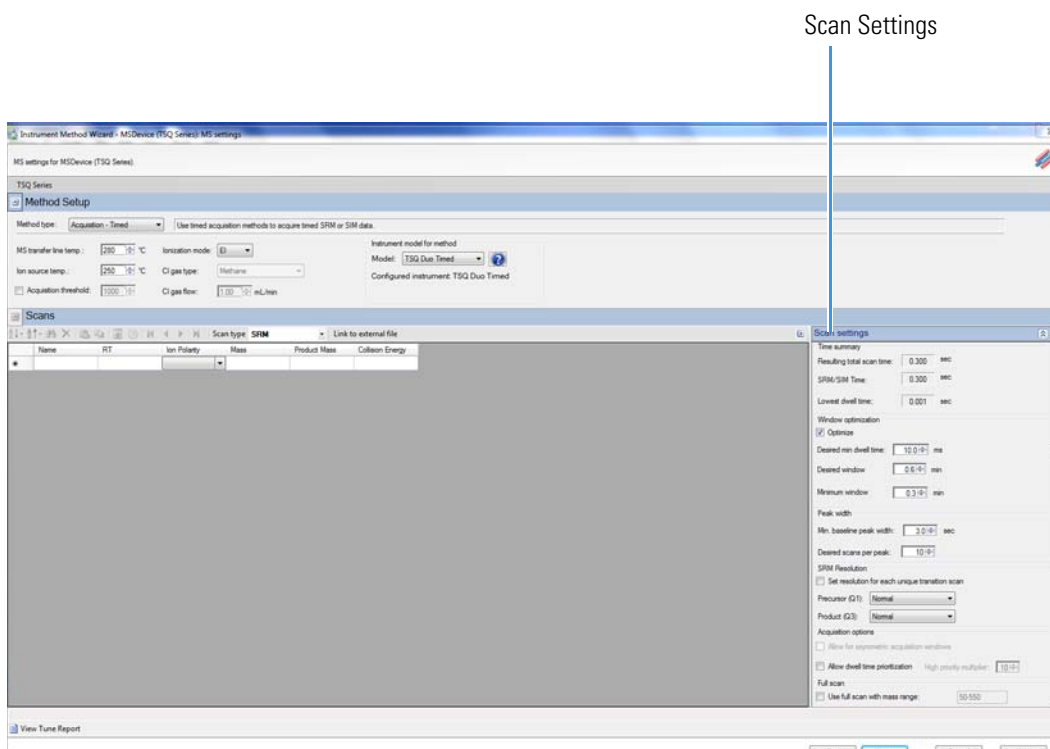 Scan Settings
Instrument Method Wizard - MSDevice (TSQ Series): MS settings
MS settings for MSDevice (TSQ Series)
TSQ Series
Method Setup
Method type: Acquisition - Timed Use timed acquisition methods to acquire timed SRM or SIM data.
MS transfer line temp.: 280 °C Ionization mode: EI Instrument model for method
Model: TSQ Duo Timed
Ion source temp.: 250 °C CI gas type: Methane Configured instrument: TSQ Duo Timed
Acquisition threshold: 1000 CI gas flow: 1.00 mL/min
Scans
Scan type SRM Link to external file
Name RT Ion Polarity Mass Product Mass Collision Energy
Scan settings
Time summary
Resulting total scan time: 0.300 sec
SRM/SIM Time 0.300 sec
Lowest dwell time: 0.001 sec
Window optimization
Optimize
Desired min dwell time: 10.0 ms
Desired window 0.6 min
Minimum window 0.3 min
Peak width
Min. baseline peak width: 3.0 sec
Desired scans per peak: 10
SRM Resolution
Set resolution for each unique transition scan
Precursor (Q1): Normal
Product (Q3): Normal
Acquisition options
Allow for asymmetric acquisition windows
Allow dwell time prioritization High priority multiplier: 10
Full scan
Use full scan with mass range: 50-550
View Tune Report